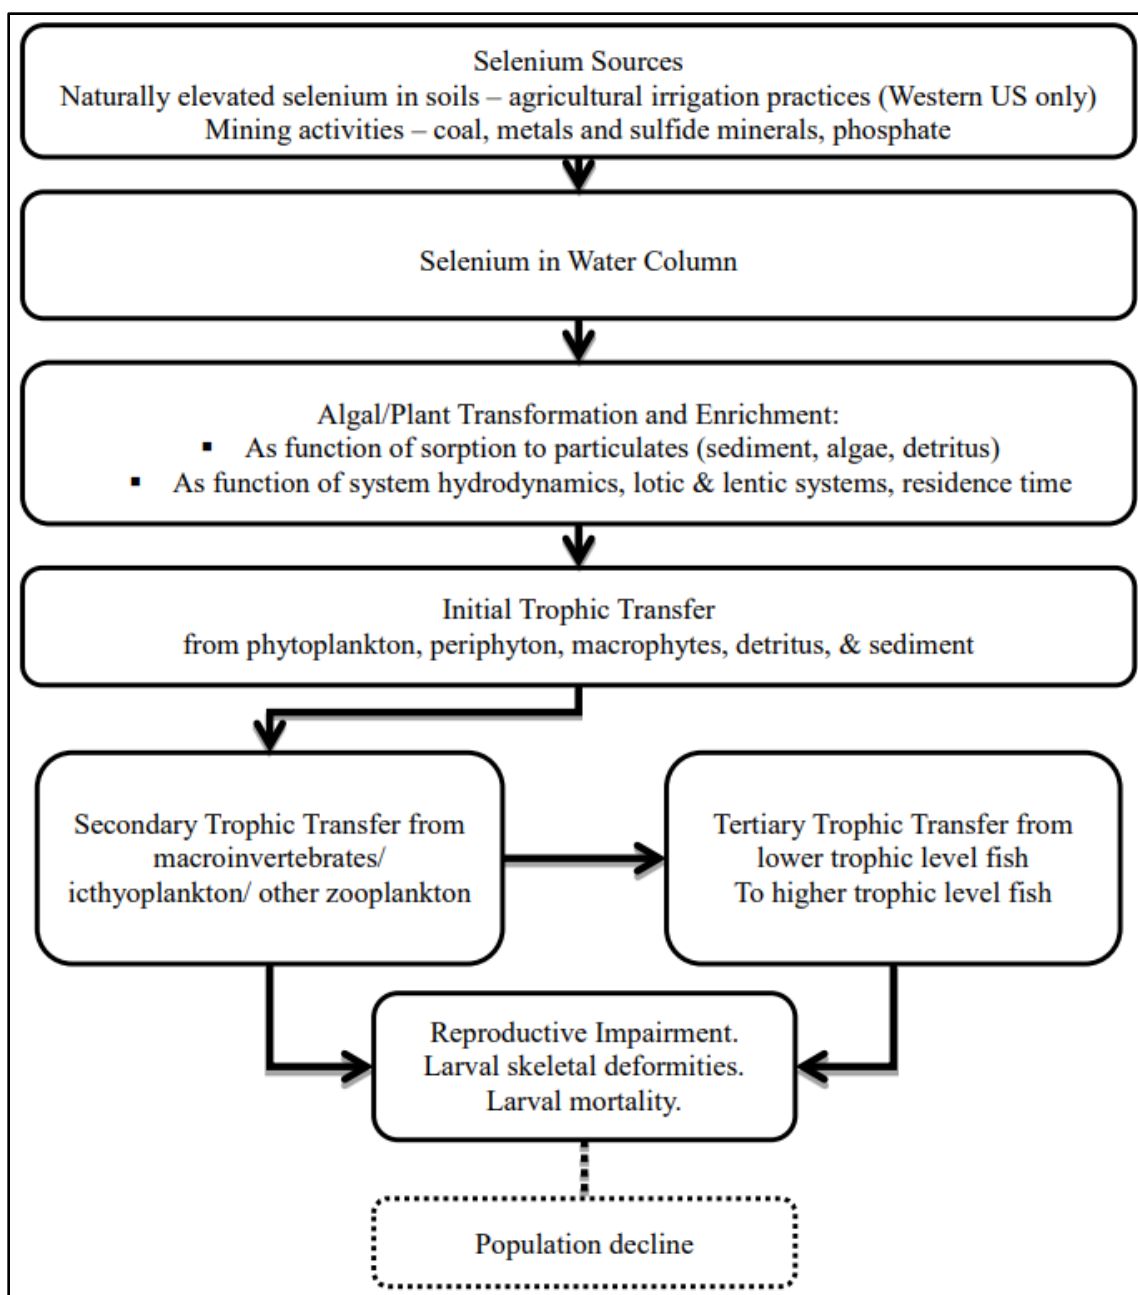 Selenium Sources
Naturally elevated selenium in soils – agricultural irrigation practices (Western US only)
Mining activities – coal, metals and sulfide minerals, phosphate
Selenium in Water Column
Algal/Plant Transformation and Enrichment:
▪ As function of sorption to particulates (sediment, algae, detritus)
▪ As function of system hydrodynamics, lotic & lentic systems, residence time
Initial Trophic Transfer
from phytoplankton, periphyton, macrophytes, detritus, & sediment
Secondary Trophic Transfer from
macroinvertebrates/
icthyoplankton/ other zooplankton
Tertiary Trophic Transfer from
lower trophic level fish
To higher trophic level fish
Reproductive Impairment.
Larval skeletal deformities.
Larval mortality.
Population decline